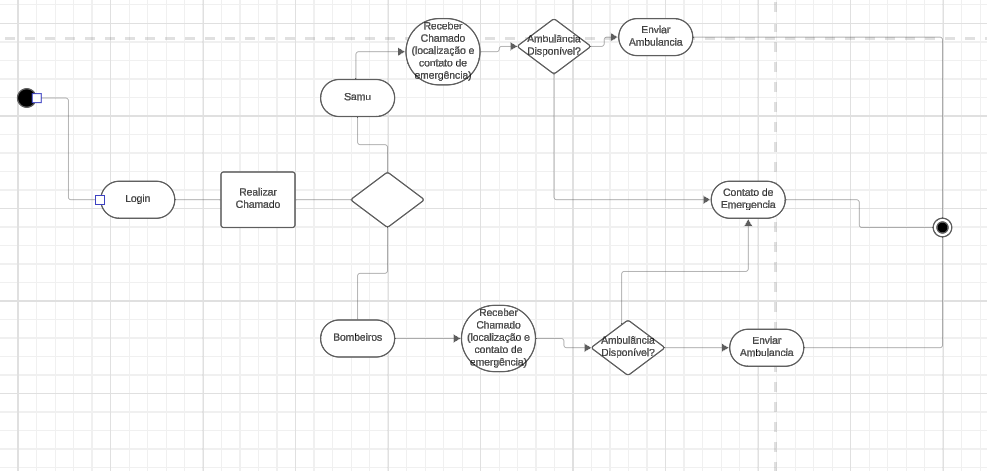 Receber
Chamado
(localização e
contato de
emergência)
Ambulância
Disponível?
Enviar
Ambulancia
Samu
Login
Realizar
Chamado
Contato de
Emergencia
Bombeiros
Receber
Chamado
(localização e
contato de
emergência)
Ambulância
Disponível?
Enviar
Ambulancia